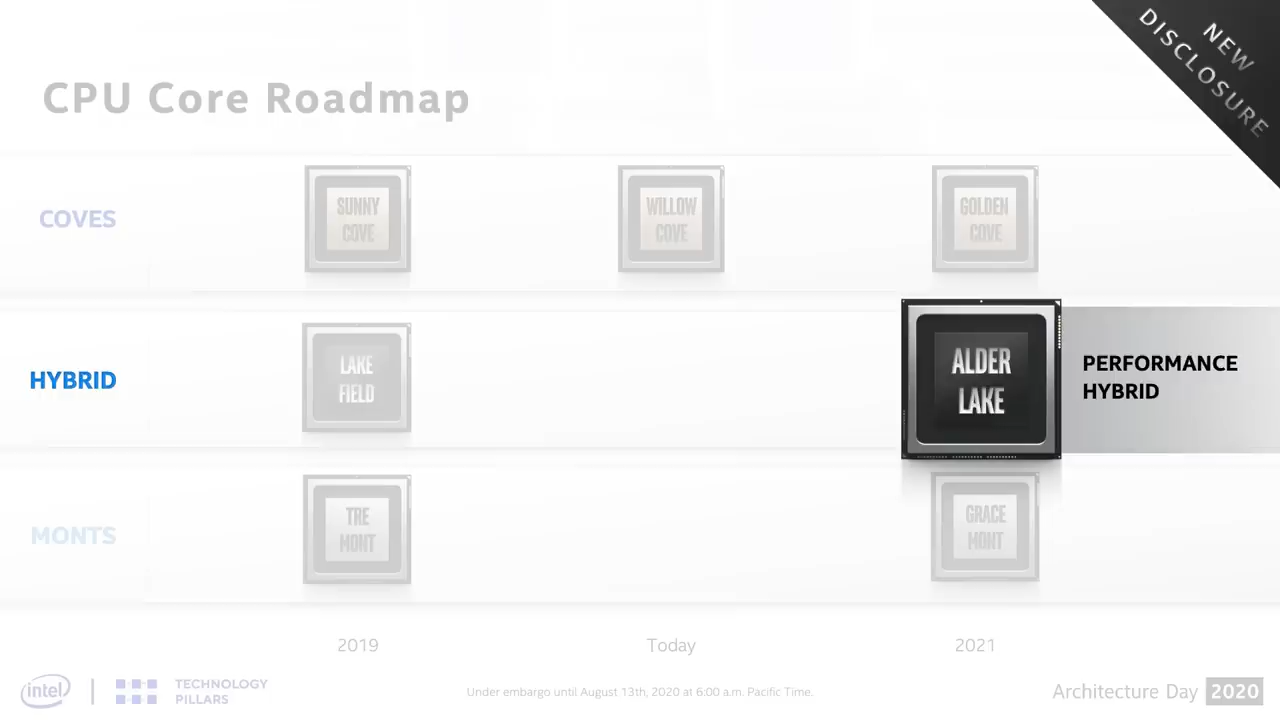 NEW
DISCLOSURE
CPU Core Roadmap
COVES
SUNNY
COVE
WILLOW
COVE
GOLDEN
COVE
HYBRID
LAKE
FIELD
ALDER
LAKE
PERFORMANCE
HYBRID
MONTS
TRE
MONT
GRACE
MONT
2019
Today
2021
intel
TECHNOLOGY
PILLARS
Under embargo until August 13th, 2020 at 6:00 a.m. Pacific Time.
Architecture Day 2020